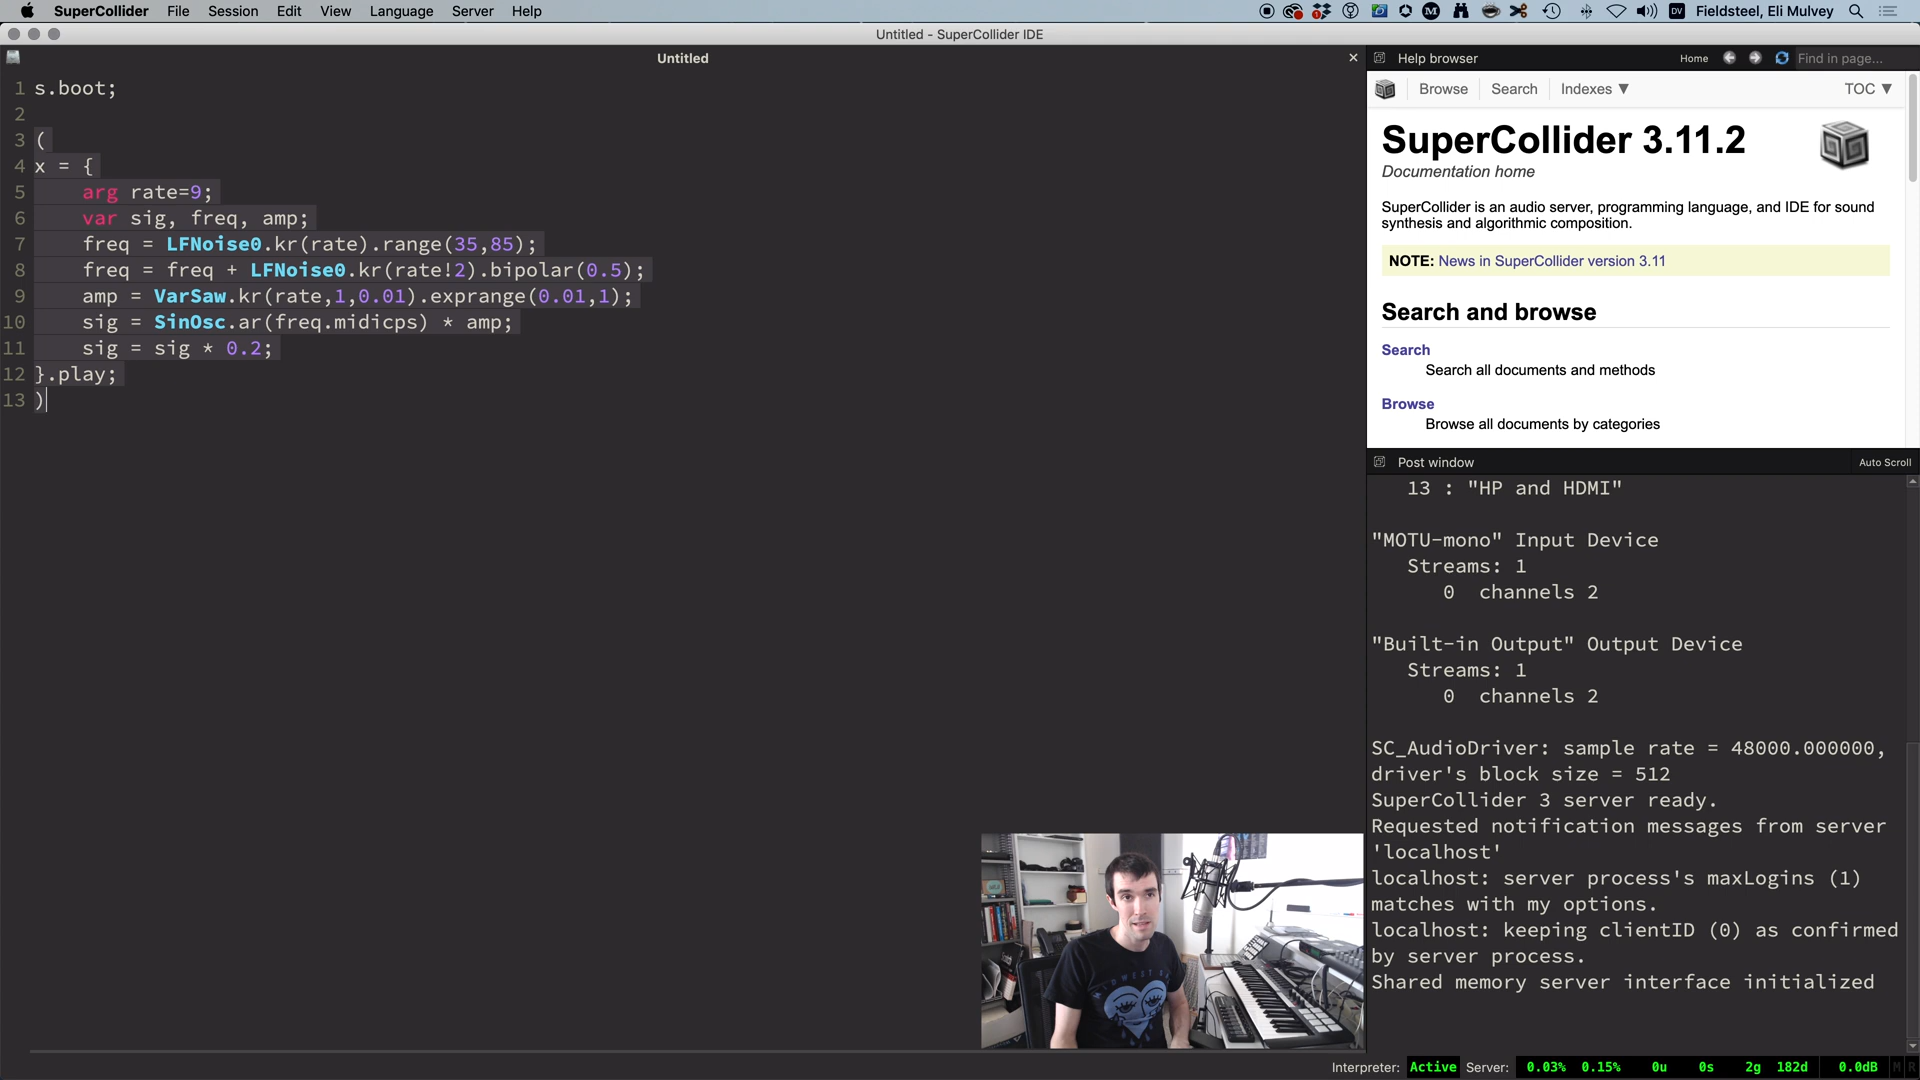 SuperCollider File Session Edit View Language Server Help
Fieldsteel, Eli Mulvey
Untitled - SuperCollider IDE
Untitled
1 s.boot;
2
3 (
4 x = {
5 arg rate=9;
6 var sig, freq, amp;
7 freq = LFNoise0.kr(rate).range(35,85);
8 freq = freq + LFNoise0.kr(rate!2).bipolar(0.5);
9 amp = VarSaw.kr(rate,1,0.01).exprange(0.01,1);
10 sig = SinOsc.ar(freq.midicps) * amp;
11 sig = sig * 0.2;
12 }.play;
13 )
Help browser
Home
Find in page...
Browse Search Indexes ▼ TOC ▼
SuperCollider 3.11.2
Documentation home
SuperCollider is an audio server, programming language, and IDE for sound
synthesis and algorithmic composition.
NOTE: News in SuperCollider version 3.11
Search and browse
Search
Search all documents and methods
Browse
Browse all documents by categories
Post window
Auto Scroll
13 : "HP and HDMI"
"MOTU-mono" Input Device
Streams: 1
0 channels 2
"Built-in Output" Output Device
Streams: 1
0 channels 2
SC_AudioDriver: sample rate = 48000.000000,
driver's block size = 512
SuperCollider 3 server ready.
Requested notification messages from server
'localhost'
localhost: server process's maxLogins (1)
matches with my options.
localhost: keeping clientID (0) as confirmed
by server process.
Shared memory server interface initialized
Interpreter: Active Server: 0.03% 0.15% 0u 0s 2g 182d 0.0dB M R